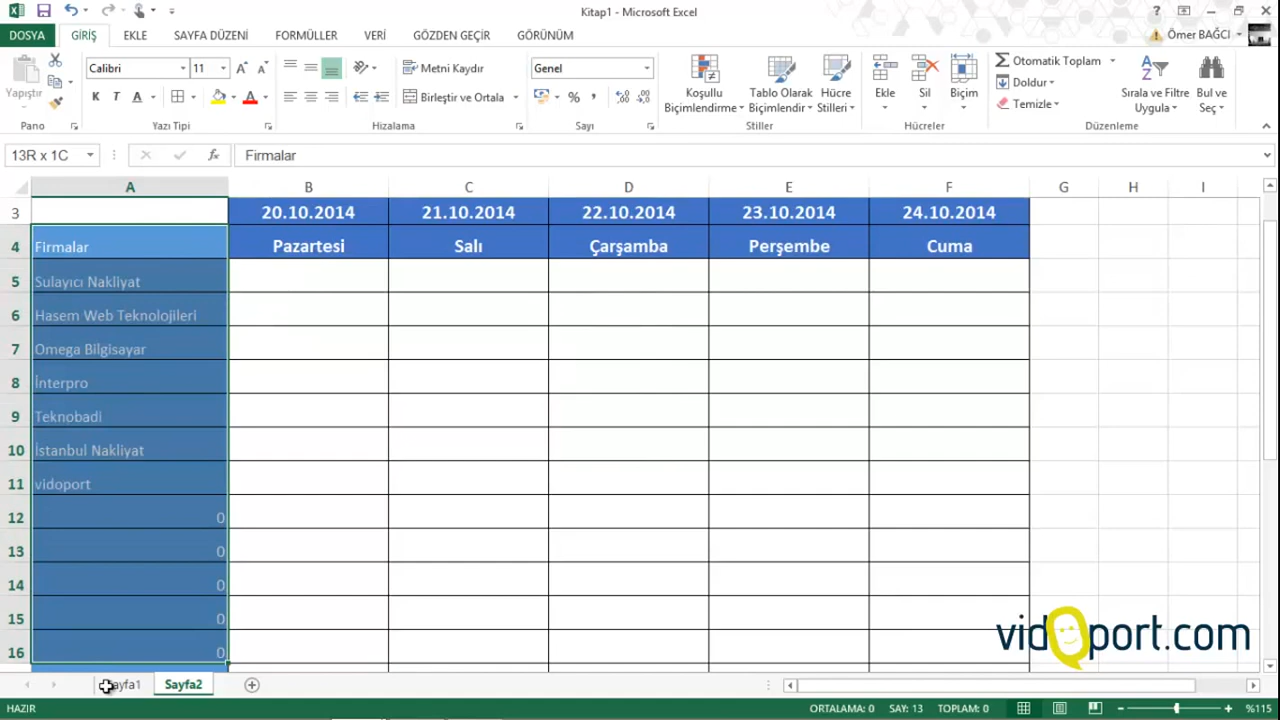 Kitap1 - Microsoft Excel
DOSYA GİRİŞ EKLE SAYFA DÜZENİ FORMÜLLER VERİ GÖZDEN GEÇİR GÖRÜNÜM Ömer BAĞCI
Yapıştır
Pano
Calibri 11
K T A
Yazı Tipi
Metni Kaydır
Birleştir ve Ortala
Hizalama
Genel
%
Sayı
Koşullu Biçimlendirme
Tablo Olarak Biçimlendir
Hücre Stilleri
Stiller
Ekle Sil Biçim
Hücreler
Otomatik Toplam
Doldur
Temizle
Sırala ve Filtre Uygula
Bul ve Seç
Düzenleme
13R x 1C fx Firmalar
A B C D E F G H I
3 20.10.2014 21.10.2014 22.10.2014 23.10.2014 24.10.2014
4 Firmalar Pazartesi Salı Çarşamba Perşembe Cuma
5 Sulayıcı Nakliyat
6 Hasem Web Teknolojileri
7 Omega Bilgisayar
8 İnterpro
9 Teknobadi
10 İstanbul Nakliyat
11 vidoport
12 0
13 0
14 0
15 0
16 0
vidoport.com
Sayfa1 Sayfa2
HAZIR ORTALAMA: 0 SAY: 13 TOPLAM: 0 %115